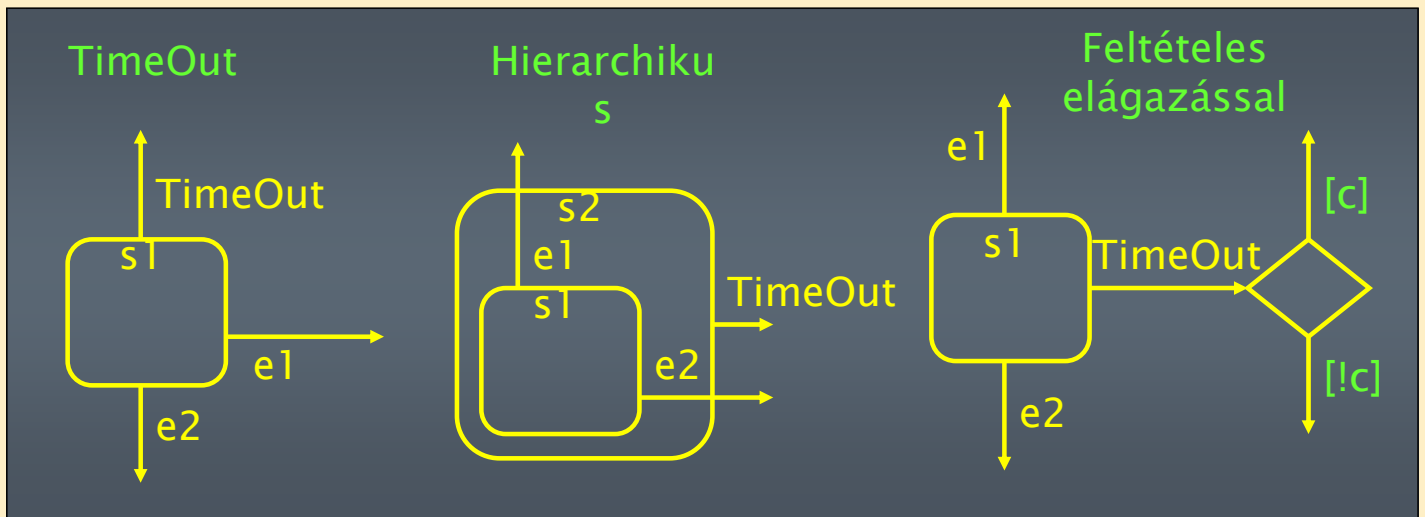 TimeOut
TimeOut
s1
e1
e2
Hierarchiku
s
s2
e1
s1
TimeOut
e2
Feltételes
elágazással
e1
[c]
s1
TimeOut
[!c]
e2